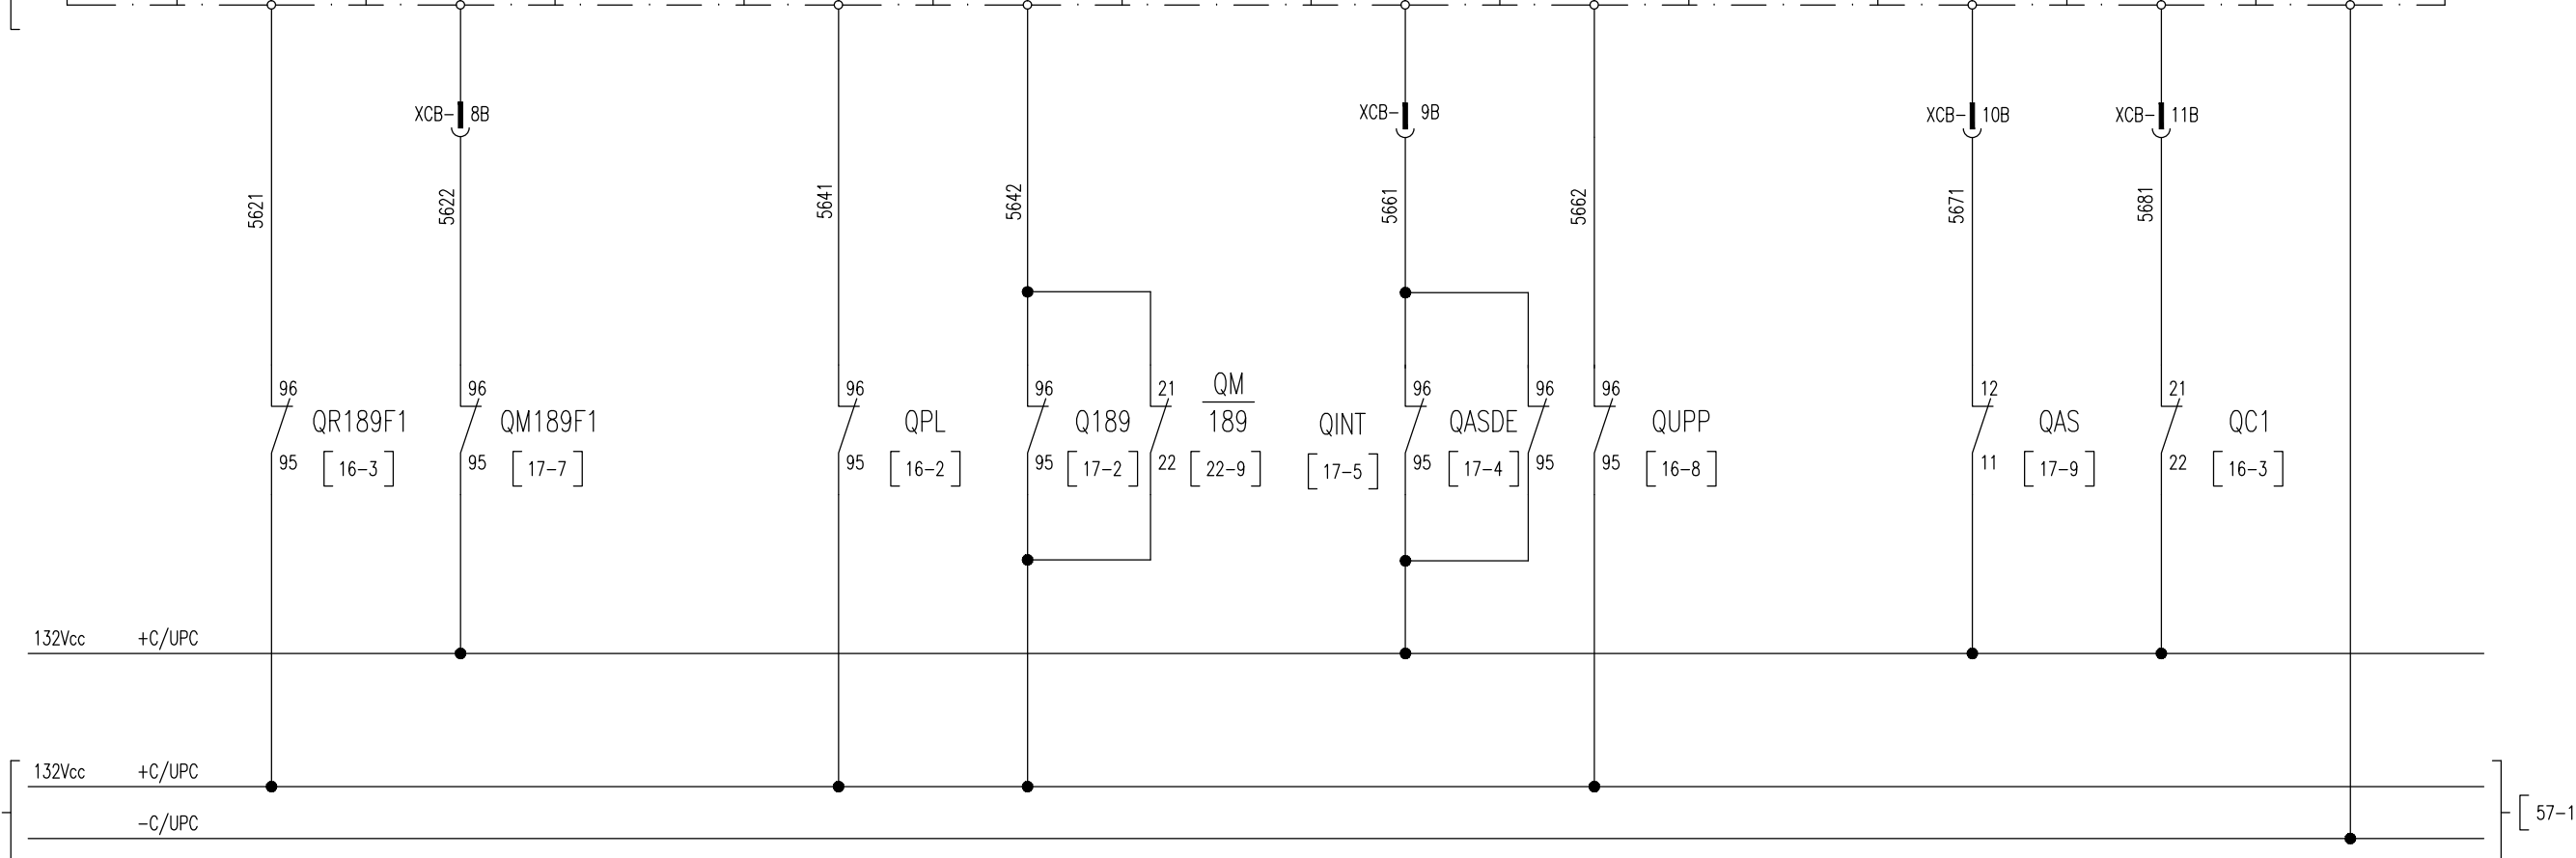 XCB- 8B
XCB- 9B
XCB- 10B
XCB- 11B
5621
5622
5641
5642
5661
5662
5671
5681
96 96 96 96 21 96 96 96 12 21
QR189F1
QM189F1
QPL
Q189
QM
189
QINT
QASDE
QUPP
QAS
QC1
95 95 95 95 22 95 95 95 11 22
[16-3]
[17-7]
[16-2]
[17-2]
[22-9]
[17-5]
[17-4]
[16-8]
[17-9]
[16-3]
132Vcc +C/UPC
132Vcc +C/UPC
-C/UPC
[57-1